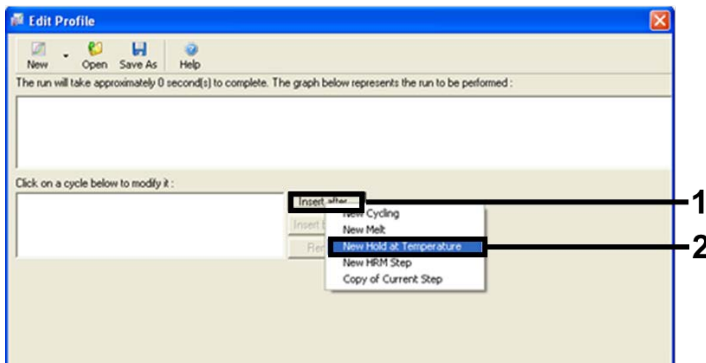 Edit Profile
New Open Save As Help
The run will take approximately 0 second(s) to complete. The graph below represents the run to be performed :
Click on a cycle below to modify it :
Insert after...
1
New Cycling
Insert
New Melt
New Hold at Temperature
2
New HRM Step
Copy of Current Step